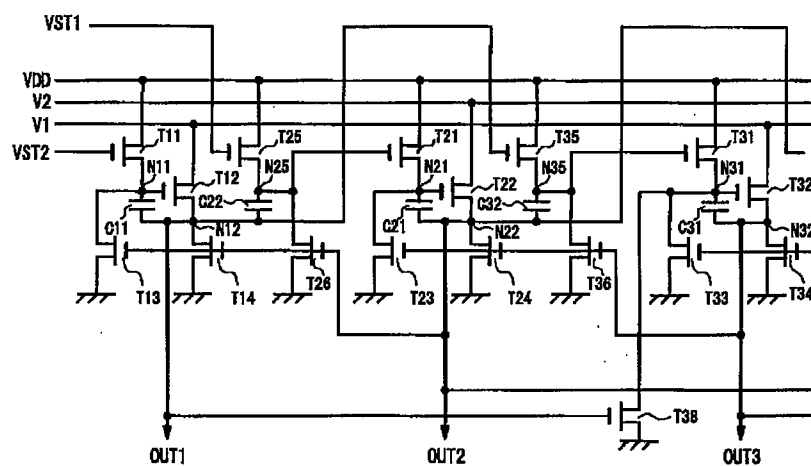 VST1
VDD
V2
V1
VST2
T11
T25
T21
T35
T31
N11
N25
N21
N35
N31
T12
T22
T32
C11
C22
C21
C32
C31
N12
N22
N32
T13
T14
T26
T23
T24
T36
T33
T34
T38
OUT1
OUT2
OUT3